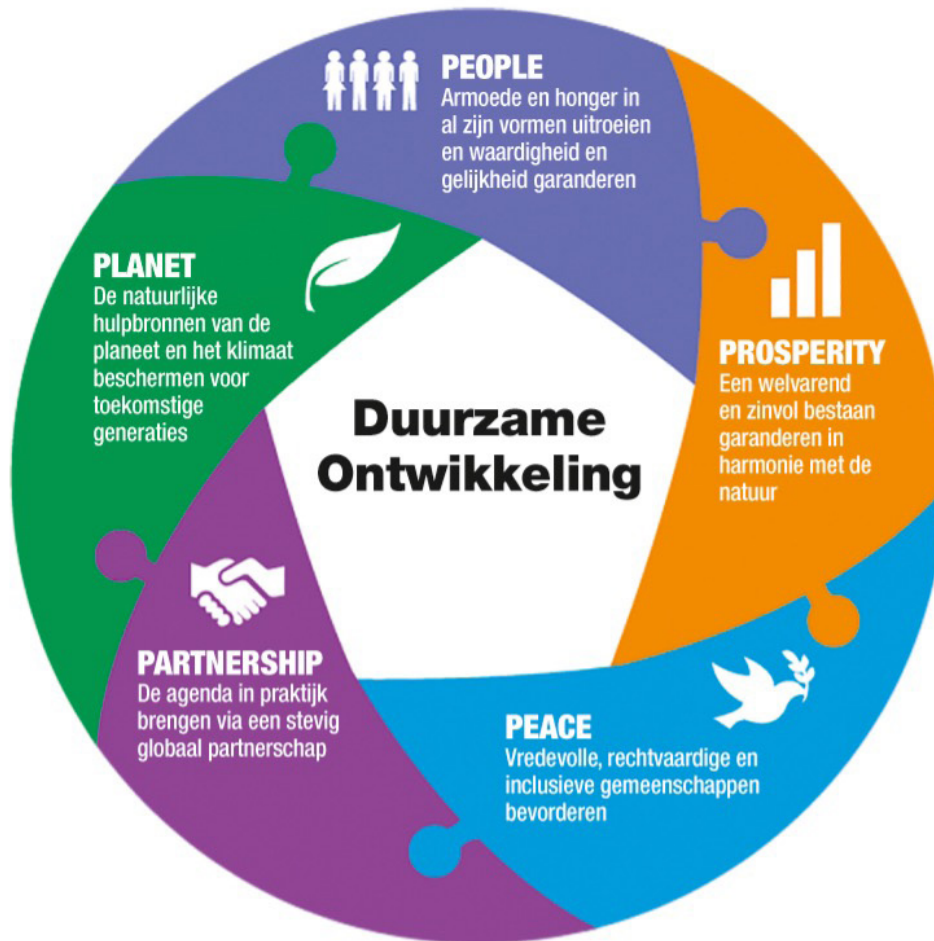 PEOPLE
Armoede en honger in
al zijn vormen uitroeien
en waardigheid en
gelijkheid garanderen
PLANET
De natuurlijke
hulpbronnen van de
planeet en het klimaat
beschermen voor
toekomstige
generaties
PROSPERITY
Een welvarend
en zinvol bestaan
garanderen in
harmonie met de
natuur
Duurzame
Ontwikkeling
PARTNERSHIP
De agenda in praktijk
brengen via een stevig
globaal partnerschap
PEACE
Vredevolle, rechtvaardige en
inclusieve gemeenschappen
bevorderen